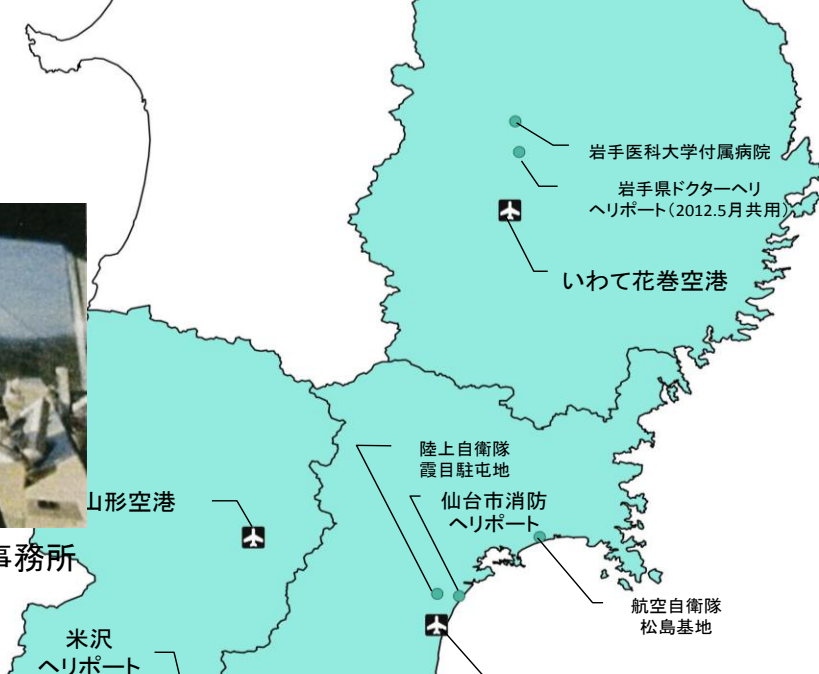 岩手医科大学付属病院
岩手県ドクターヘリ
ヘリポート（2012.5月共用）
いわて花巻空港
陸上自衛隊
霞目駐屯地
仙台市消防
ヘリポート
山形空港
事務所
航空自衛隊
松島基地
米沢
ヘリポート